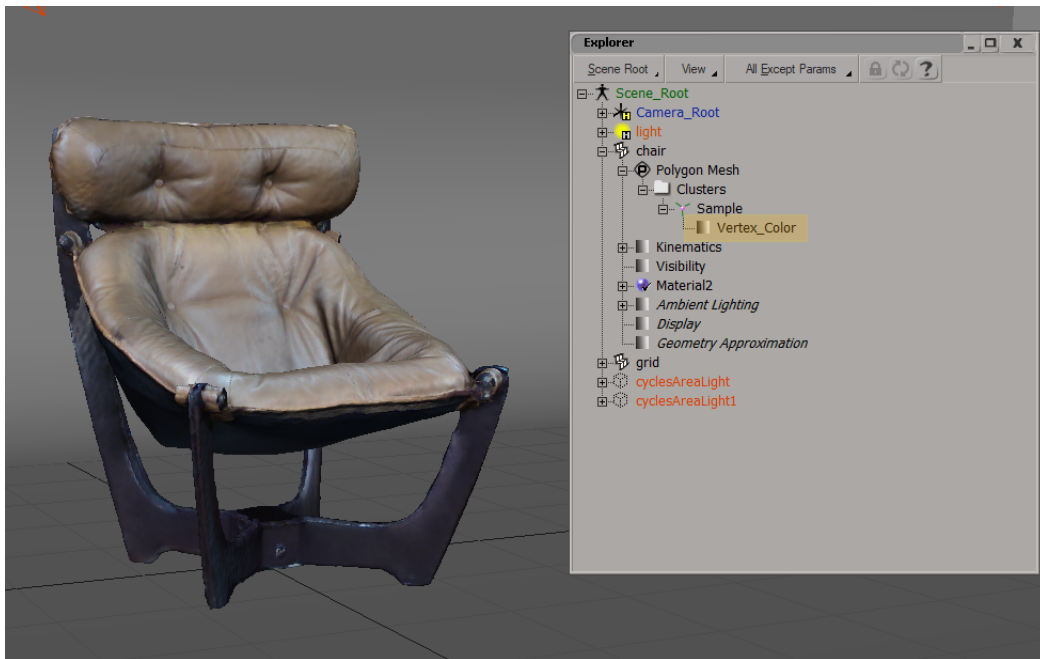 Explorer
Scene Root View All Except Params ?
Scene_Root
Camera_Root
light
chair
Polygon Mesh
Clusters
Sample
Vertex_Color
Kinematics
Visibility
Material2
Ambient Lighting
Display
Geometry Approximation
grid
cyclesAreaLight
cyclesAreaLight1